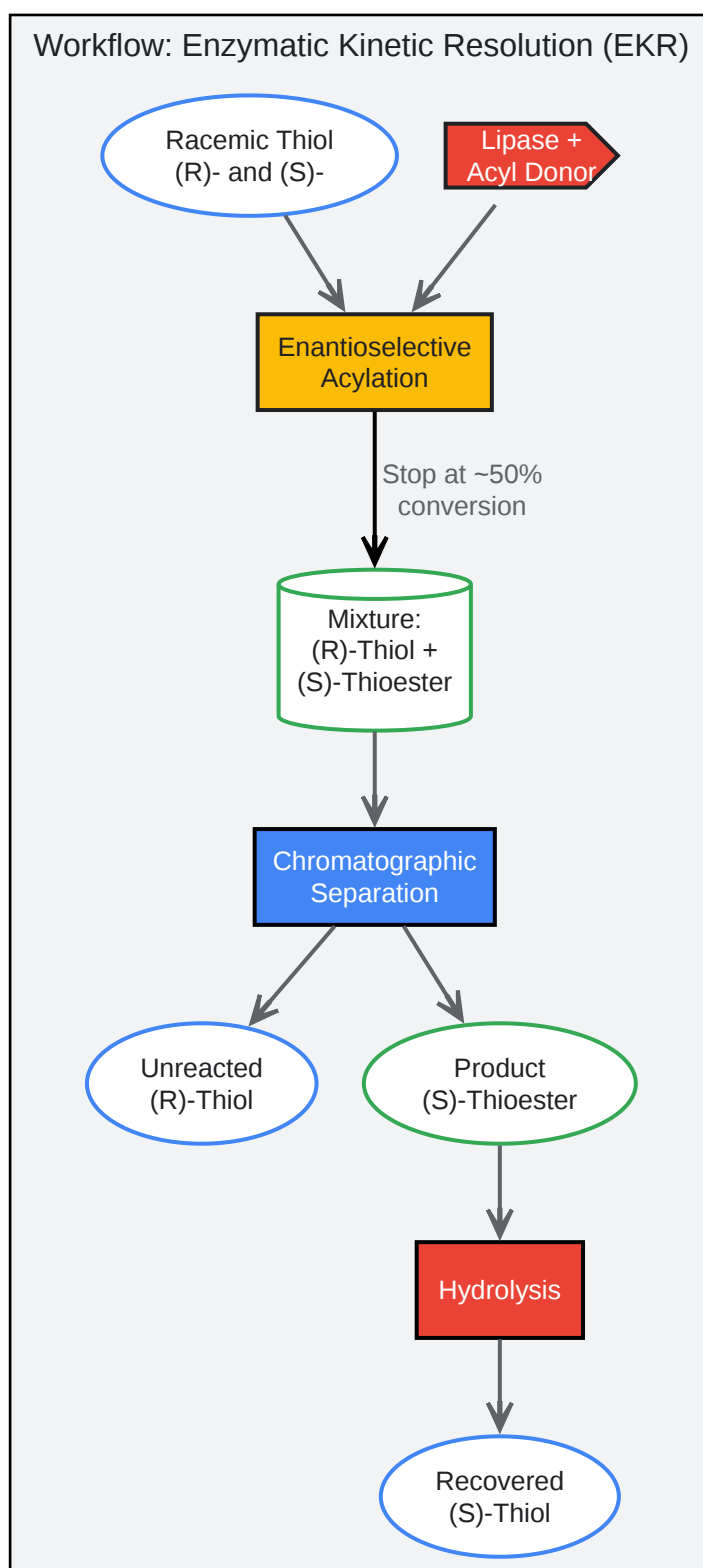 Workflow: Enzymatic Kinetic Resolution (EKR)
Racemic Thiol
(R)- and (S)-
Lipase +
Acyl Donor
Enantioselective
Acylation
Stop at ~50%
conversion
Mixture:
(R)-Thiol +
(S)-Thioester
Chromatographic
Separation
Unreacted
(R)-Thiol
Product
(S)-Thioester
Hydrolysis
Recovered
(S)-Thiol